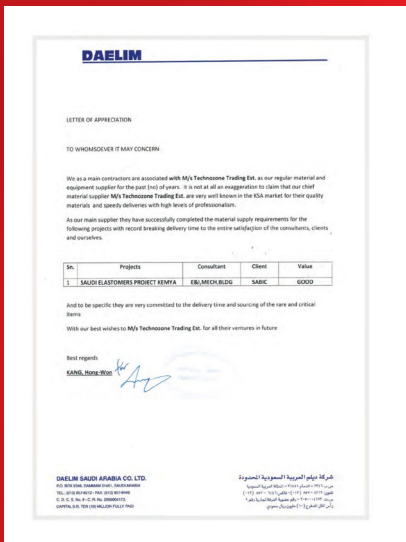 DAELIM
LETTER OF APPRECIATION
TO WHOMSOEVER IT MAY CONCERN
We as a main contractors are associated with M/s Technozone Trading Est. as our regular material and
equipment supplier for the past (no) of years. It is not at all an exaggeration to claim that our chief
material supplier M/s Technozone Trading Est. are very well known in the KSA market for their quality
materials and speedy deliveries with high levels of professionalism.
As our main supplier they have successfully completed the material supply requirements for the
following projects with record breaking delivery time to the entire satisfaction of the consultants, clients
and ourselves.
Sn. Projects Consultant Client Value
1 SAUDI ELASTOMERS PROJECT KEMYA E&I,MECH,BLDG SABIC GOOD
And to be specific they are very committed to the delivery time and sourcing of the rare and critical
items
With our best wishes to M/s Technozone Trading Est. for all their ventures in future
Best regards
KANG, Hong-Won
DAELIM SAUDI ARABIA CO. LTD.
شركة ديلم العربية السعودية المحدودة
CAPITAL S.R. TEN (10) MILLION FULLY PAID